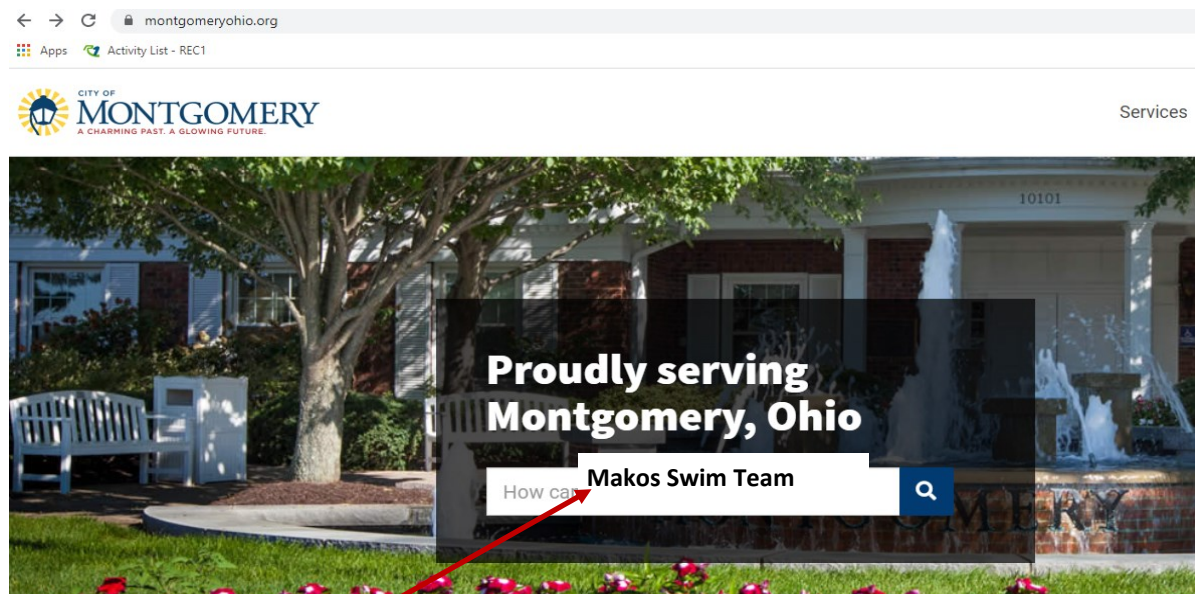 montgomeryohio.org
Apps Activity List - REC1
CITY OF
MONTGOMERY
A CHARMING PAST. A GLOWING FUTURE.
Services
10101
Proudly serving
Montgomery, Ohio
How can Makos Swim Team
MONTGOMERY